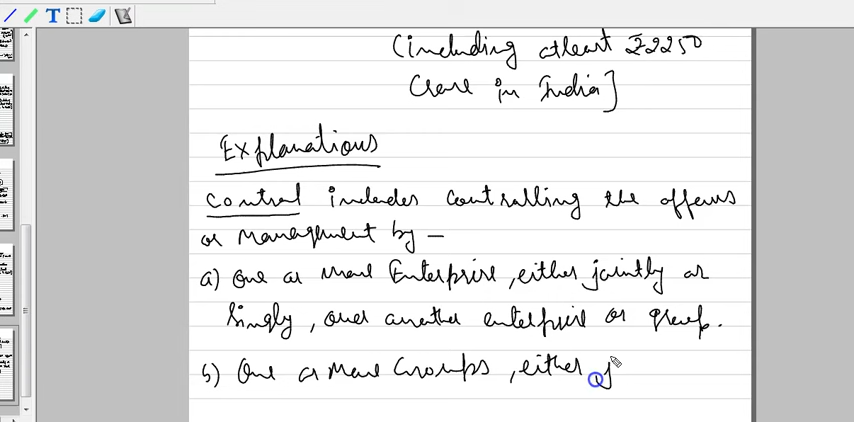 (including atleast ₹2250
Crore in India]
Explanations
Control includes controlling the affairs
or management by —
a) One or more Enterprise, either jointly or
Singly, over another enterprise or group.
b) One or more Groups, either j